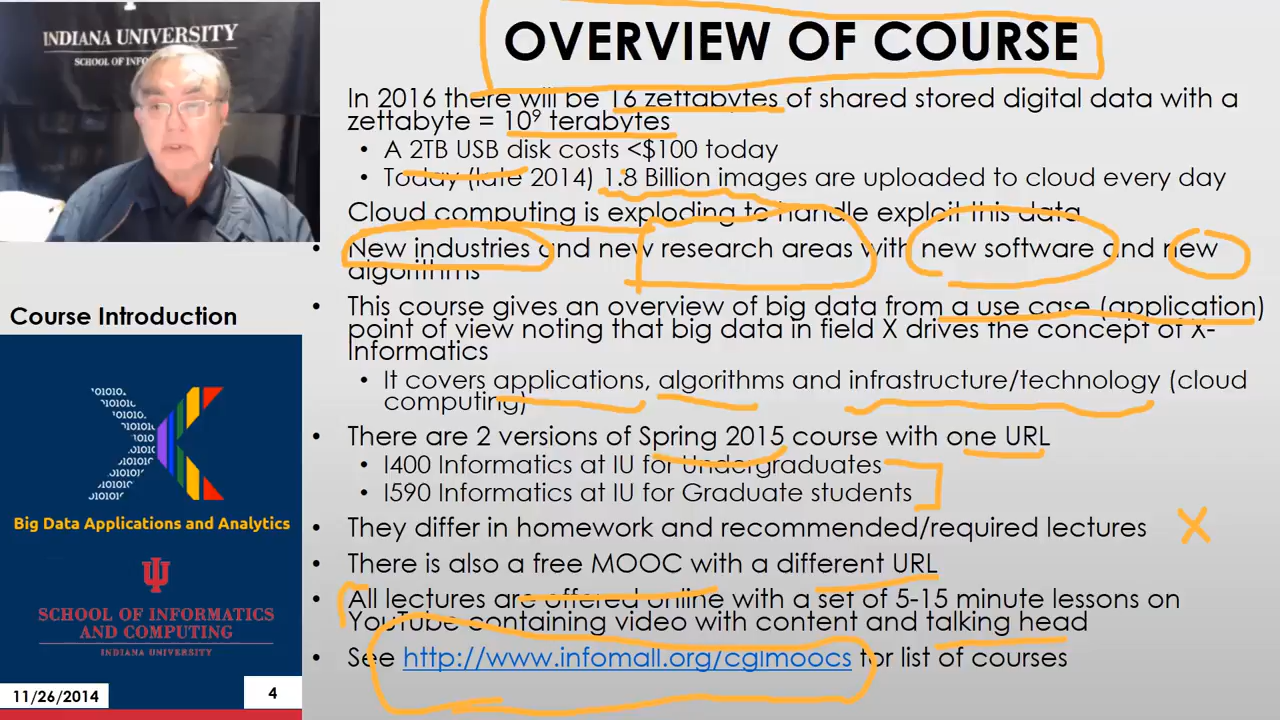 INDIANA UNIVERSITY
SCHOOL OF INFO
OVERVIEW OF COURSE
In 2016 there will be 16 zettabytes of shared stored digital data with a
zettabyte = 10⁹ terabytes
• A 2TB USB disk costs <$100 today
• Today (late 2014) 1.8 Billion images are uploaded to cloud every day
Cloud computing is exploding to handle exploit this data
• New industries and new research areas with new software and new
algorithms
• This course gives an overview of big data from a use case (application)
point of view noting that big data in field X drives the concept of X-
Informatics
• It covers applications, algorithms and infrastructure/technology (cloud
computing)
• There are 2 versions of Spring 2015 course with one URL
• I400 Informatics at IU for Undergraduates
• I590 Informatics at IU for Graduate students
• They differ in homework and recommended/required lectures
• There is also a free MOOC with a different URL
• All lectures are offered online with a set of 5-15 minute lessons on
YouTube containing video with content and talking head
• See http://www.infomall.org/cglmoocs for list of courses
Course Introduction
Big Data Applications and Analytics
SCHOOL OF INFORMATICS
AND COMPUTING
INDIANA UNIVERSITY
11/26/2014
4